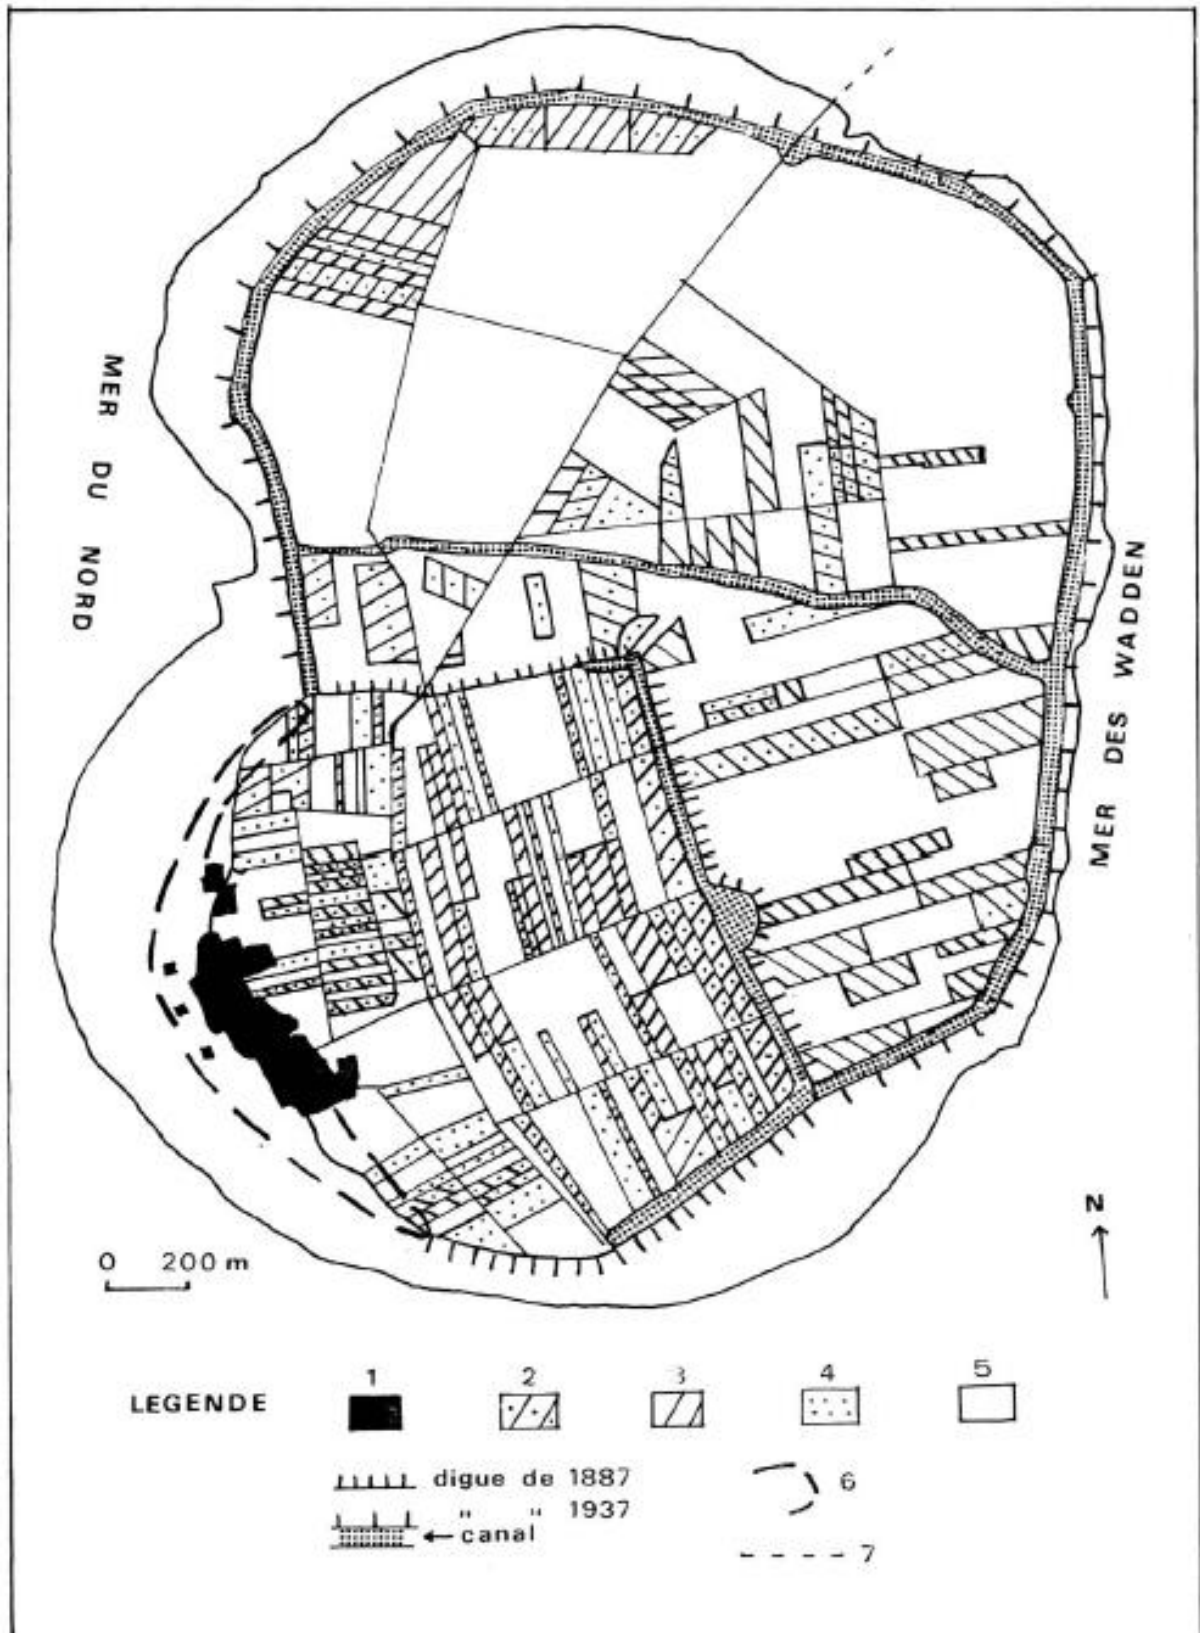 MER DU NORD
MER DES WADDEN
N
0 200 m
1 2 3 4 5
LEGENDE
digue de 1887
6
" " 1937
canal
7